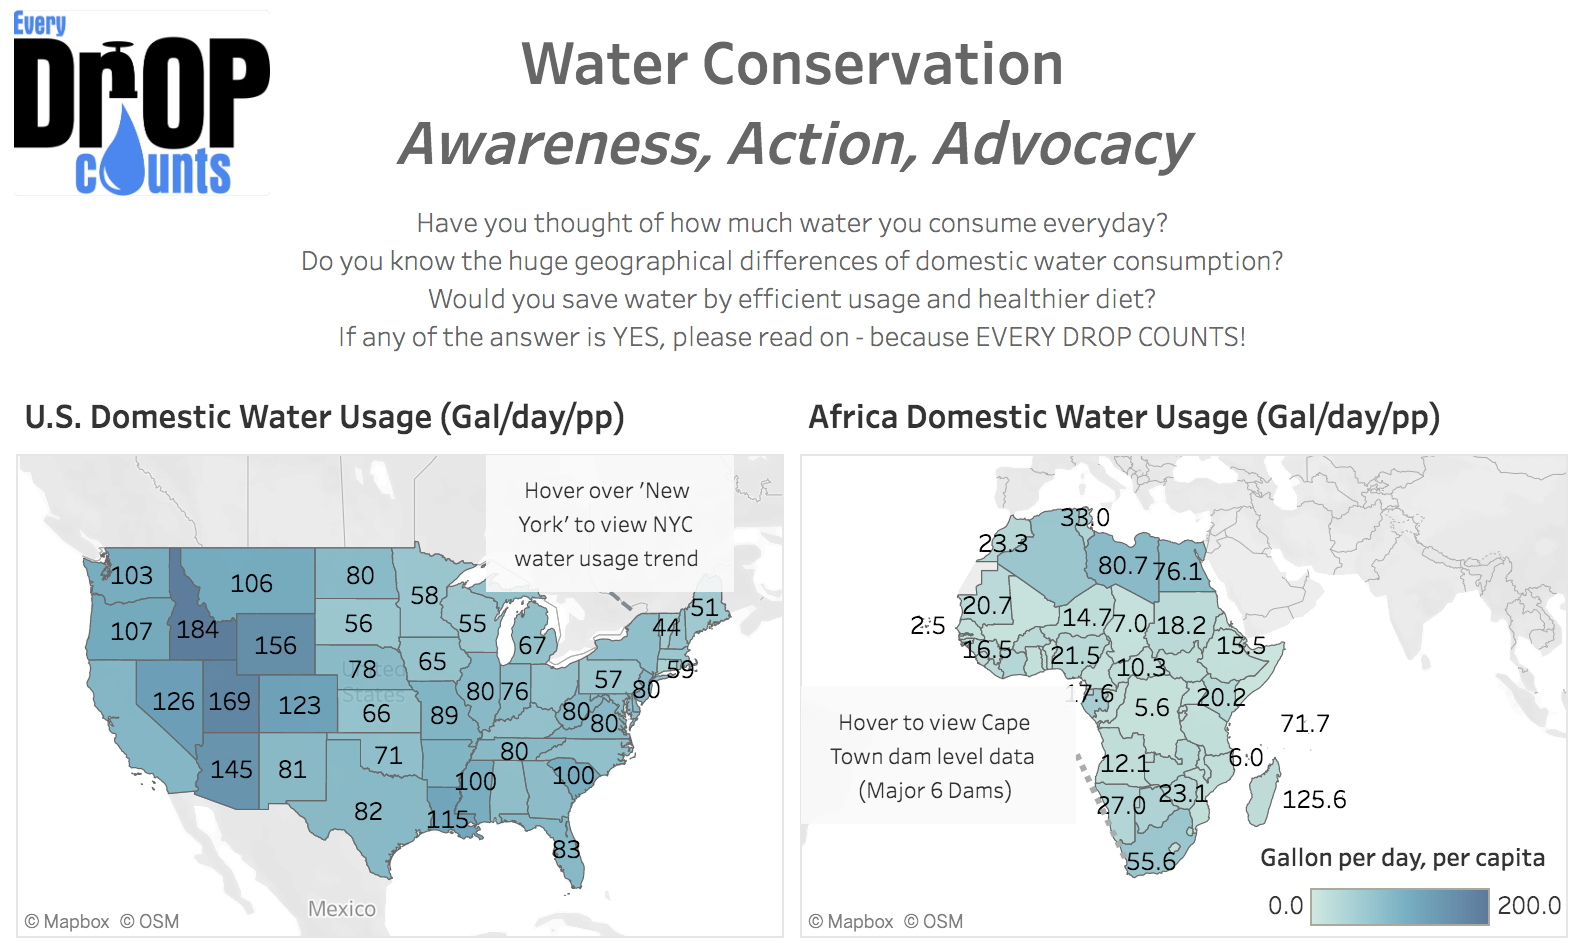 Every
DrOP
counts
Water Conservation
Awareness, Action, Advocacy
Have you thought of how much water you consume everyday?
Do you know the huge geographical differences of domestic water consumption?
Would you save water by efficient usage and healthier diet?
If any of the answer is YES, please read on - because EVERY DROP COUNTS!
U.S. Domestic Water Usage (Gal/day/pp)
Hover over 'New
York' to view NYC
water usage trend
103
106
80
58
51
107
184
156
56
55
67
44
78
65
57
59
United
States
126
169
123
66
89
80
76
80
80
80
145
81
71
80
100
100
82
115
83
Mexico
© Mapbox © OSM
Africa Domestic Water Usage (Gal/day/pp)
33.0
23.3
80.7
76.1
20.7
2.5
14.7
7.0
18.2
16.5
21.5
10.3
15.5
17.6
5.6
20.2
71.7
12.1
6.0
27.0
23.1
125.6
55.6
Hover to view Cape
Town dam level data
(Major 6 Dams)
Gallon per day, per capita
0.0
200.0
© Mapbox © OSM